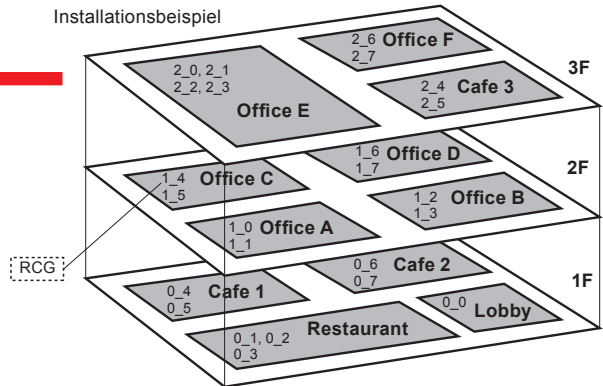 Installationsbeispiel
2_6 Office F
2_7
3F
2_0, 2_1
2_2, 2_3
Office E
2_4 Cafe 3
2_5
1_6 Office D
1_7
2F
1_4 Office C
1_5
1_2 Office B
1_3
1_0 Office A
1_1
RCG
0_6 Cafe 2
0_7
1F
0_4 Cafe 1
0_5
0_0 Lobby
0_1, 0_2 Restaurant
0_3